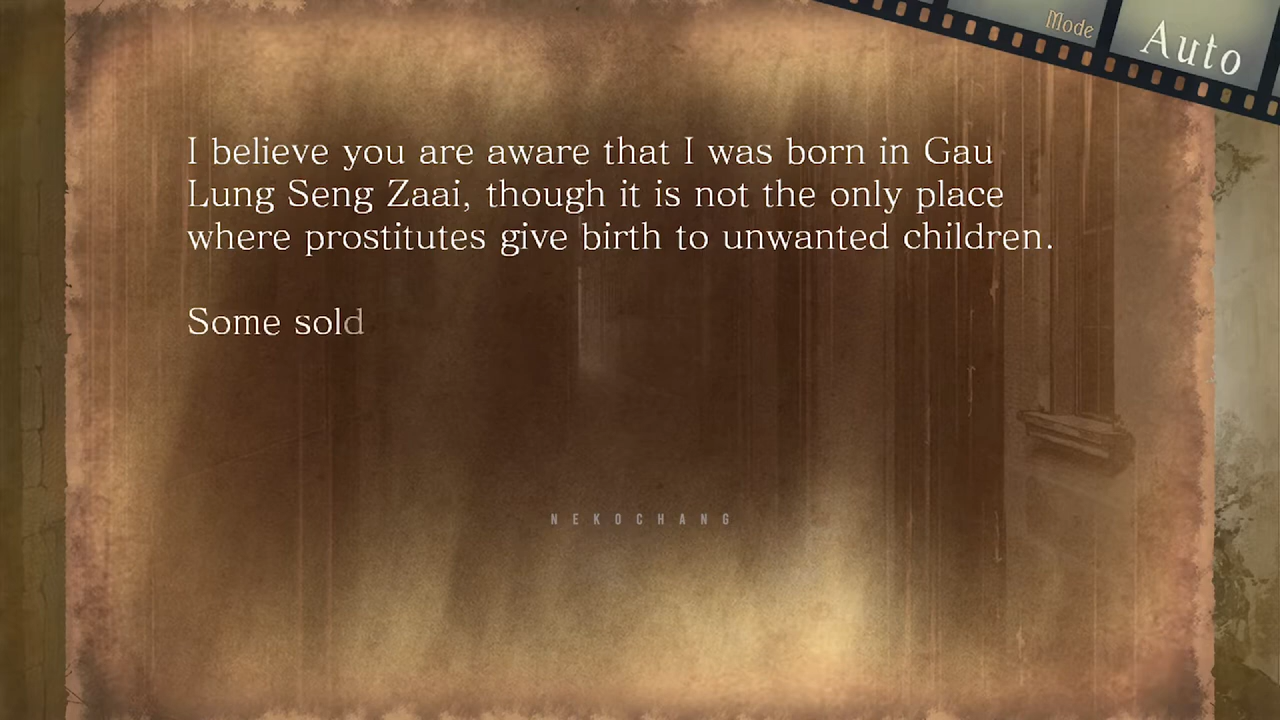 Mode
Auto
I believe you are aware that I was born in Gau
Lung Seng Zaai, though it is not the only place
where prostitutes give birth to unwanted children.
Some sold
NEKOCHANG